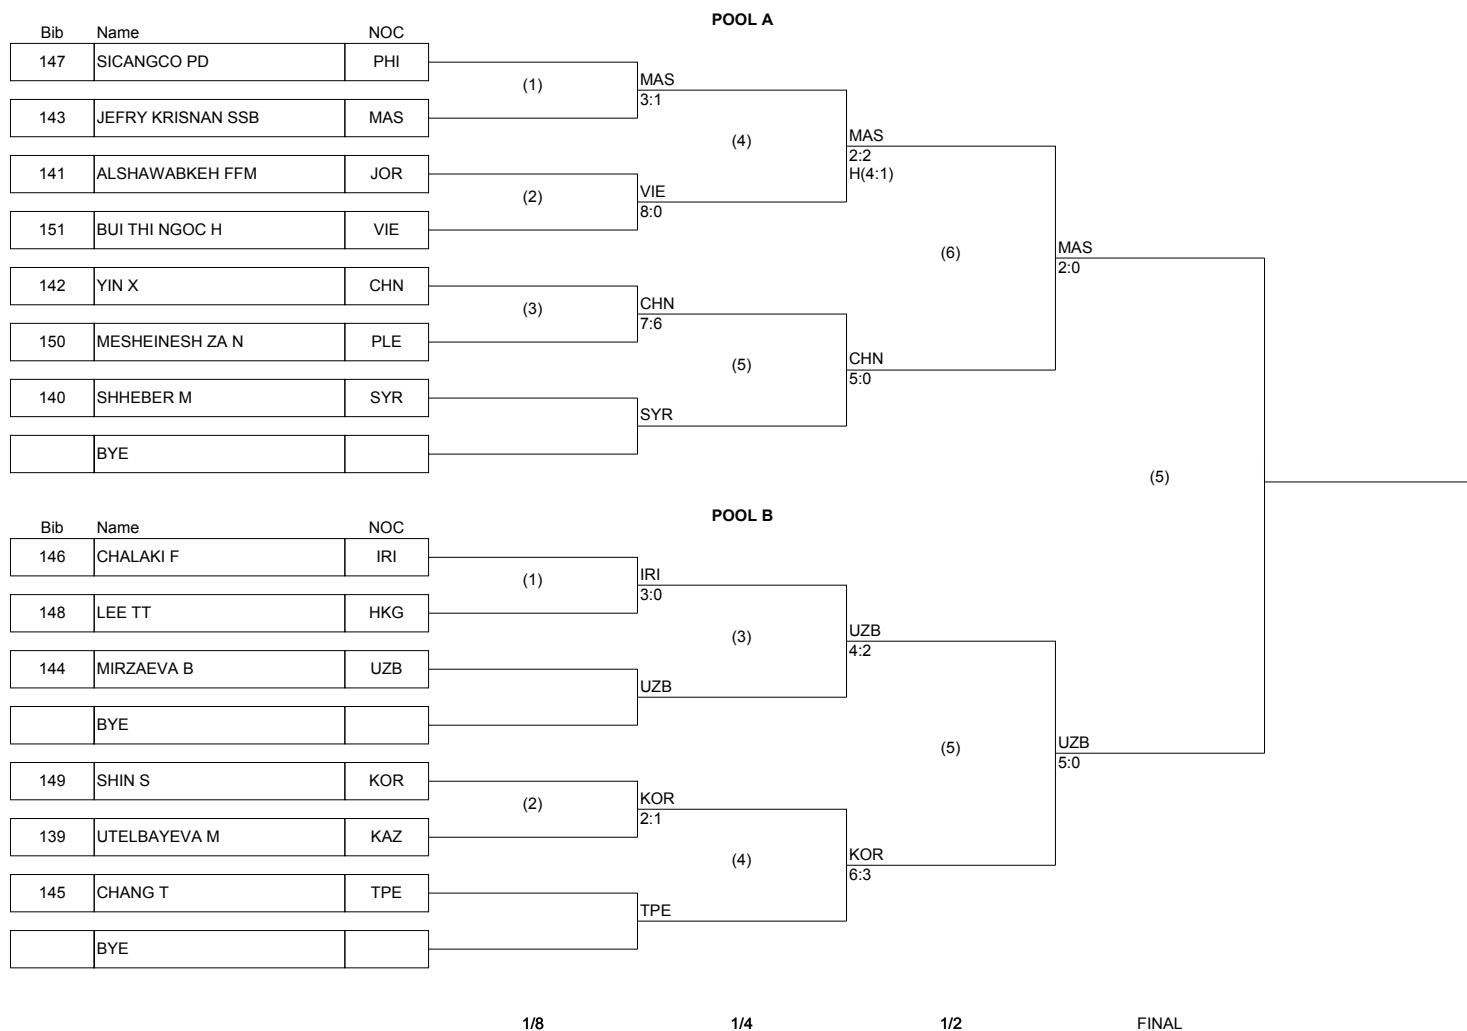 POOL A
Bib Name NOC
147 SICANGCO PD PHI
(1)
MAS
3:1
143 JEFRY KRISNAN SSB MAS
(4)
MAS
2:2
H(4:1)
141 ALSHAWABKEH FFM JOR
(2)
VIE
8:0
151 BUI THI NGOC H VIE
(6)
MAS
2:0
142 YIN X CHN
(3)
CHN
7:6
150 MESHEINESH ZA N PLE
(5)
CHN
5:0
140 SHHEBER M SYR
SYR
BYE
(5)
POOL B
Bib Name NOC
146 CHALAKI F IRI
(1)
IRI
3:0
148 LEE TT HKG
(3)
UZB
4:2
144 MIRZAEVA B UZB
UZB
BYE
(5)
UZB
5:0
149 SHIN S KOR
(2)
KOR
2:1
139 UTELBAYEVA M KAZ
(4)
KOR
6:3
145 CHANG T TPE
TPE
BYE
1/8 1/4 1/2 FINAL